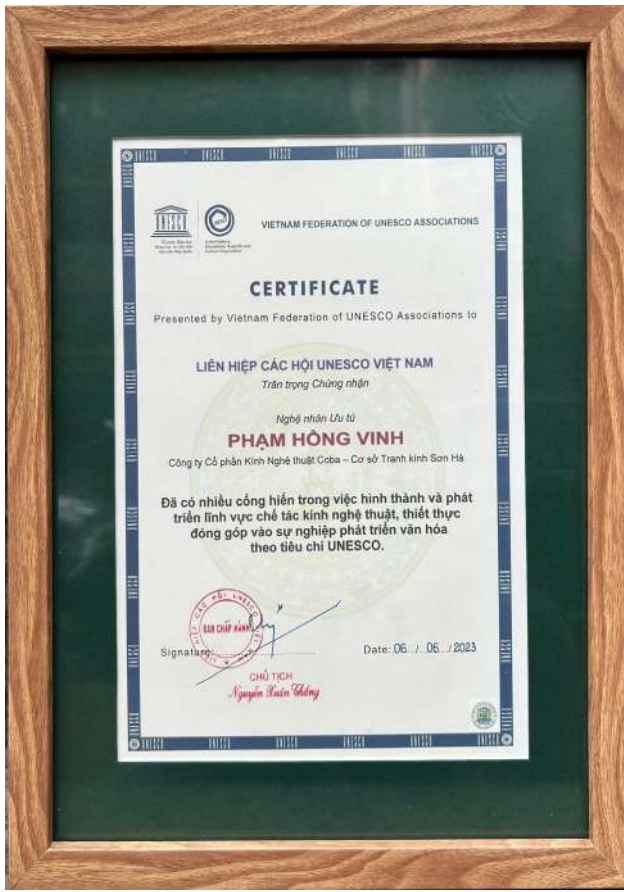 UNESCO
VIETNAM FEDERATION OF UNESCO ASSOCIATIONS
CERTIFICATE
Presented by Vietnam Federation of UNESCO Associations to
LIÊN HIỆP CÁC HỘI UNESCO VIỆT NAM
Trân trọng Chứng nhận
Nghệ nhân Ưu tú
PHẠM HỒNG VINH
Công ty Cổ phần Kính Nghệ thuật Coba – Cơ sở Tranh kính Sơn Hà
Đã có nhiều cống hiến trong việc hình thành và phát
triển lĩnh vực chế tác kính nghệ thuật, thiết thực
đóng góp vào sự nghiệp phát triển văn hóa
theo tiêu chí UNESCO.
BAN CHẤP HÀNH
Signature:
Date: 06 / 06 / 2023
CHỦ TỊCH
Nguyễn Xuân Thắng